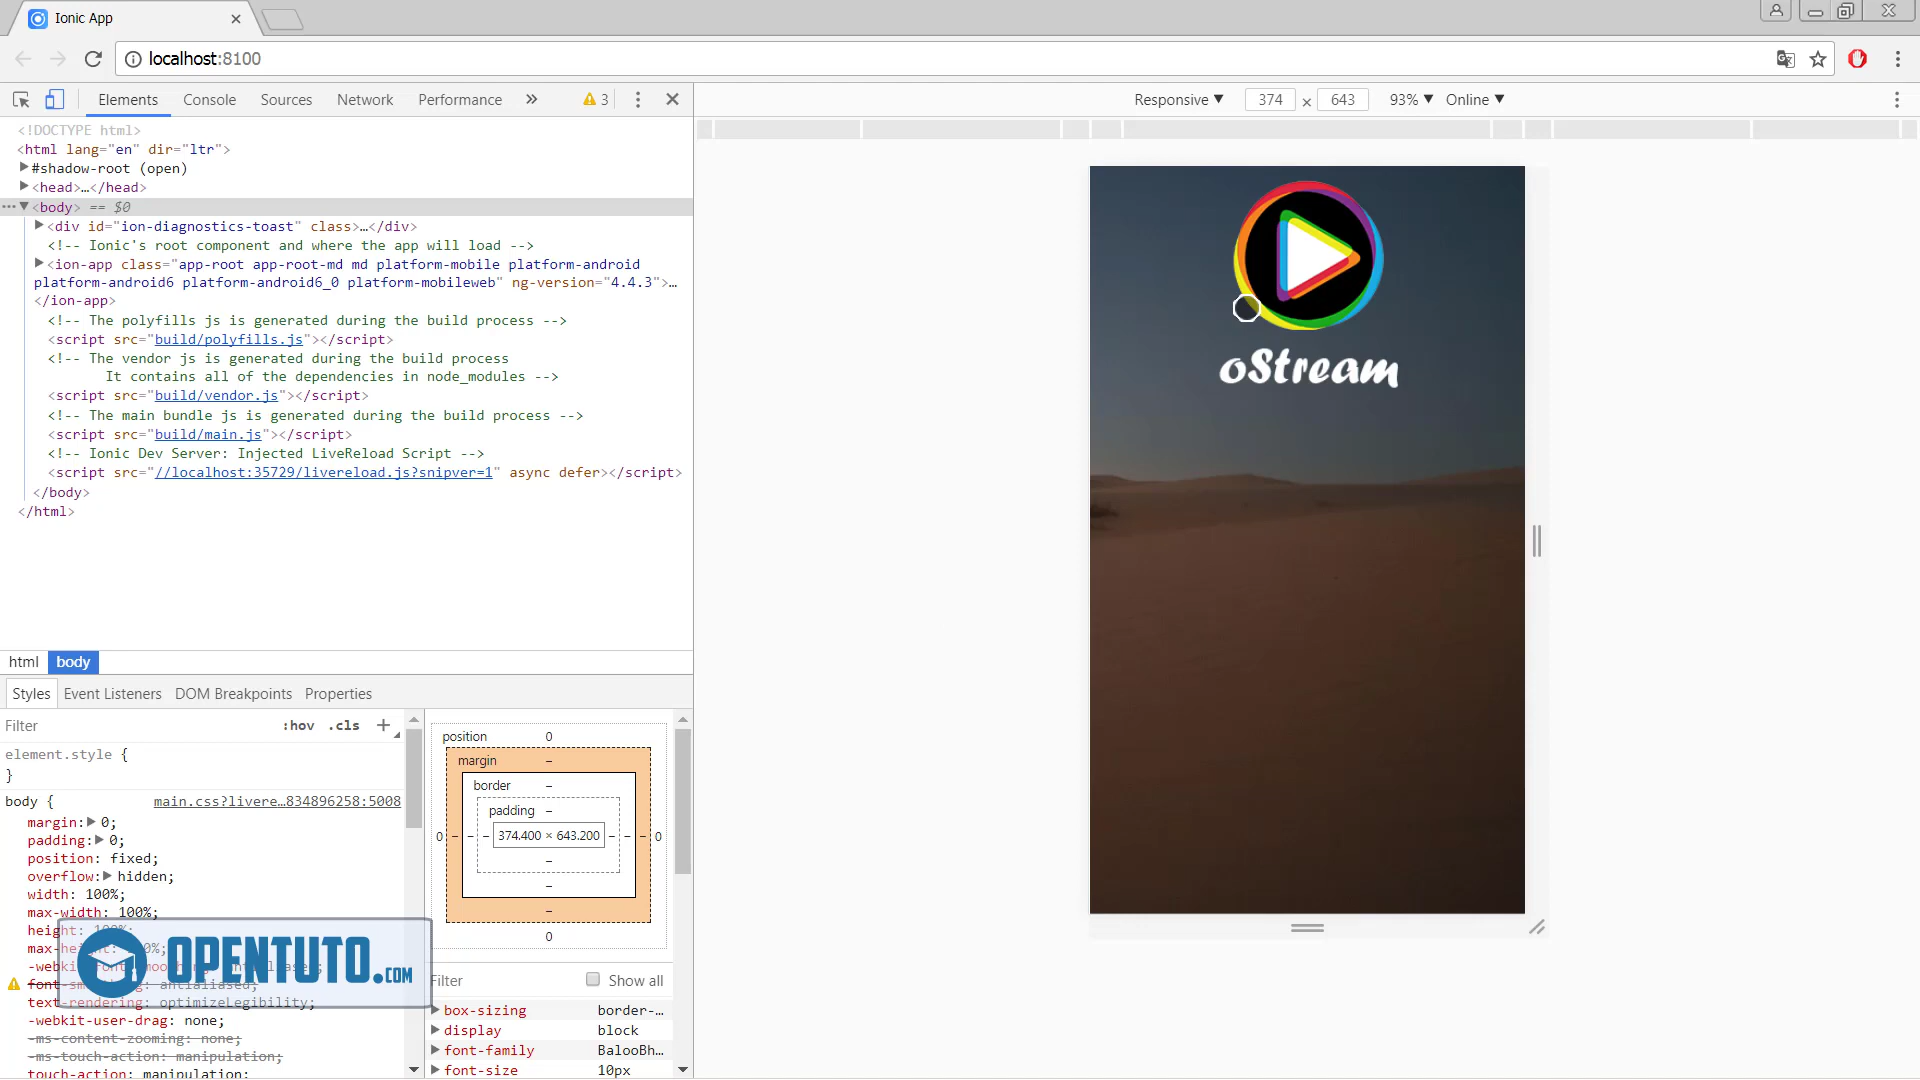 Ionic App
localhost:8100
Elements Console Sources Network Performance » 3
Responsive ▼ 374 × 643 93% ▼ Online ▼
<!DOCTYPE html>
<html lang="en" dir="ltr">
▶#shadow-root (open)
▶<head>…</head>
…▼<body> == $0
▶<div id="ion-diagnostics-toast" class>…</div>
<!-- Ionic's root component and where the app will load -->
▶<ion-app class="app-root app-root-md md platform-mobile platform-android
platform-android6 platform-android6_0 platform-mobileweb" ng-version="4.4.3">…
</ion-app>
<!-- The polyfills js is generated during the build process -->
<script src="build/polyfills.js"></script>
<!-- The vendor js is generated during the build process
It contains all of the dependencies in node_modules -->
<script src="build/vendor.js"></script>
<!-- The main bundle js is generated during the build process -->
<script src="build/main.js"></script>
<!-- Ionic Dev Server: Injected LiveReload Script -->
<script src="//localhost:35729/livereload.js?snipver=1" async defer></script>
</body>
</html>
oStream
html body
Styles Event Listeners DOM Breakpoints Properties
Filter :hov .cls +
element.style {
}
body { main.css?livere…834896258:5008
margin:▶ 0;
padding:▶ 0;
position: fixed;
overflow:▶ hidden;
width: 100%;
max-width: 100%;
height: 100%;
text-rendering: optimizeLegibility;
-webkit-user-drag: none;
-ms-content-zooming: none;
-ms-touch-action: manipulation;
touch-action: manipulation;
OPENTUTO.COM
position 0
margin –
border –
padding –
0 – – – 374.400 × 643.200 – – – 0
–
–
–
0
Filter Show all
▶ box-sizing border-…
▶ display block
▶ font-family BalooBh…
▶ font-size 10px